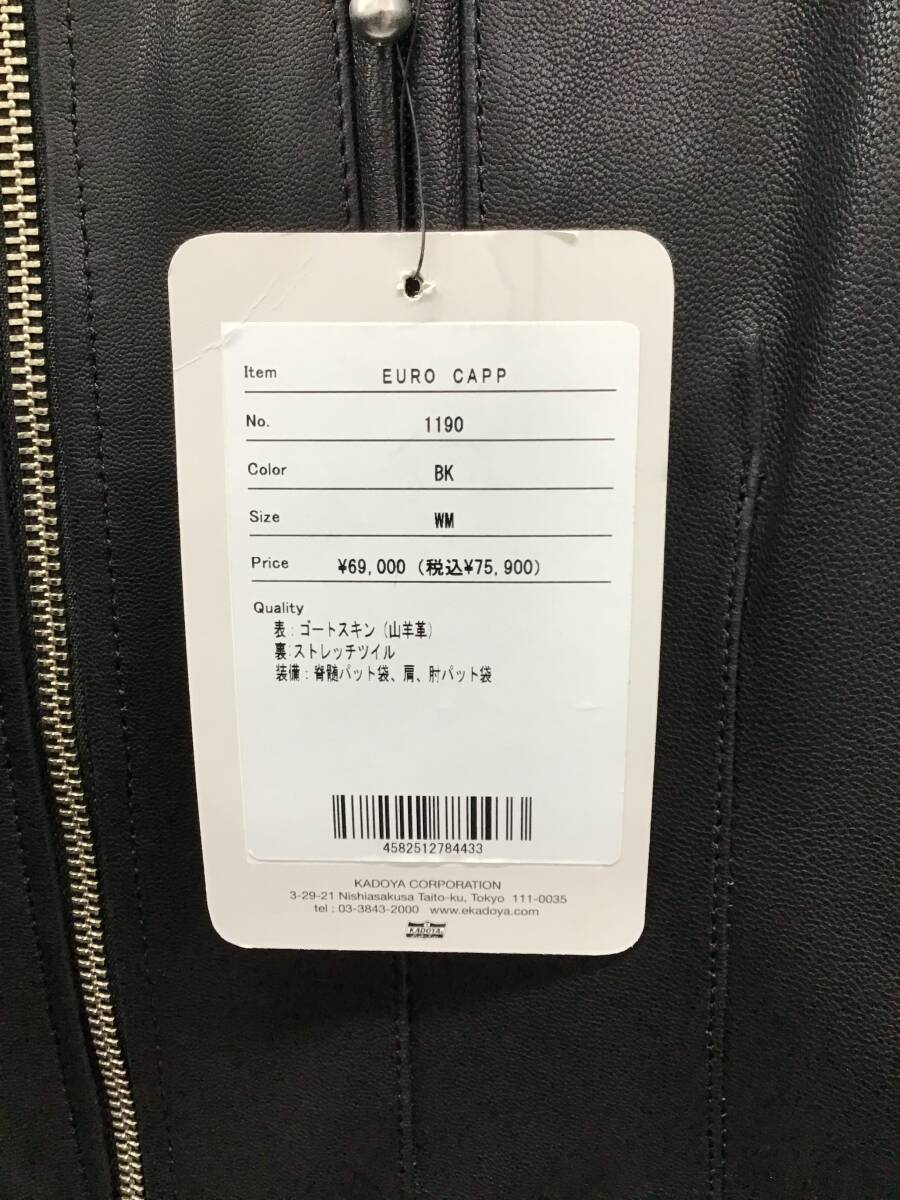 Item EURO CAPP
No. 1190
Color BK
Size WM
Price ¥69,000 (税込¥75,900)
Quality
表:ゴートスキン(山羊革)
裏:ストレッチツイル
装備:脊髄パット袋、肩、肘パット袋
4582512784433
KADOYA CORPORATION
3-29-21 Nishiasakusa Taito-ku, Tokyo 111-0035
tel : 03-3843-2000 www.ekadoya.com
KADOYA